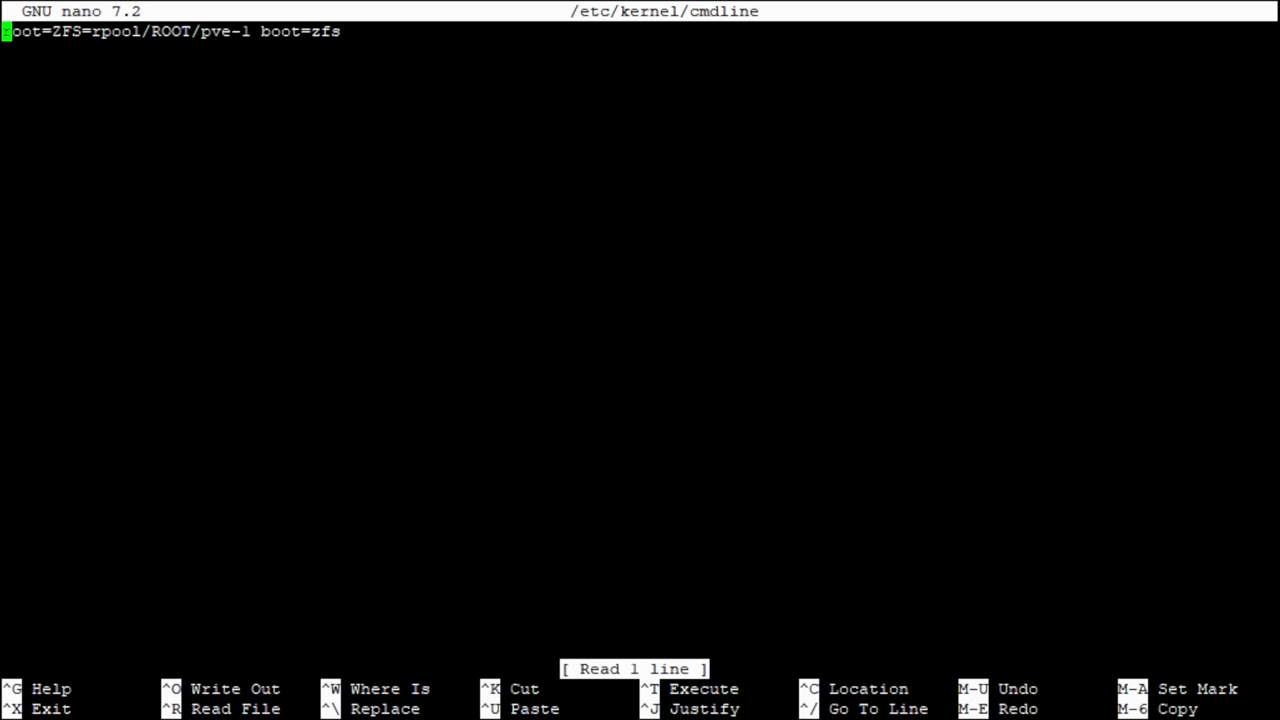 GNU nano 7.2 /etc/kernel/cmdline
root=ZFS=rpool/ROOT/pve-1 boot=zfs
[ Read 1 line ]
^G Help ^O Write Out ^W Where Is ^K Cut ^T Execute ^C Location M-U Undo M-A Set Mark
^X Exit ^R Read File ^\ Replace ^U Paste ^J Justify ^/ Go To Line M-E Redo M-6 Copy